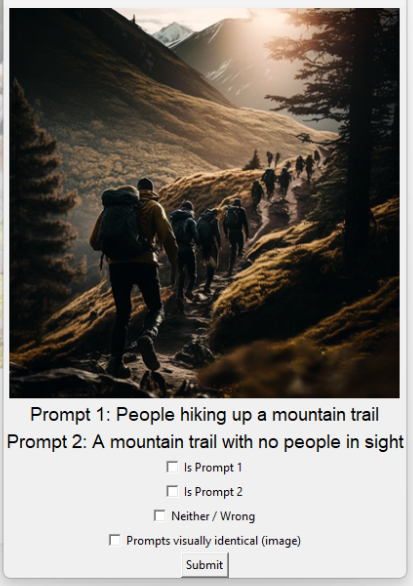 Prompt 1: People hiking up a mountain trail
Prompt 2: A mountain trail with no people in sight
Is Prompt 1
Is Prompt 2
Neither / Wrong
Prompts visually identical (image)
Submit